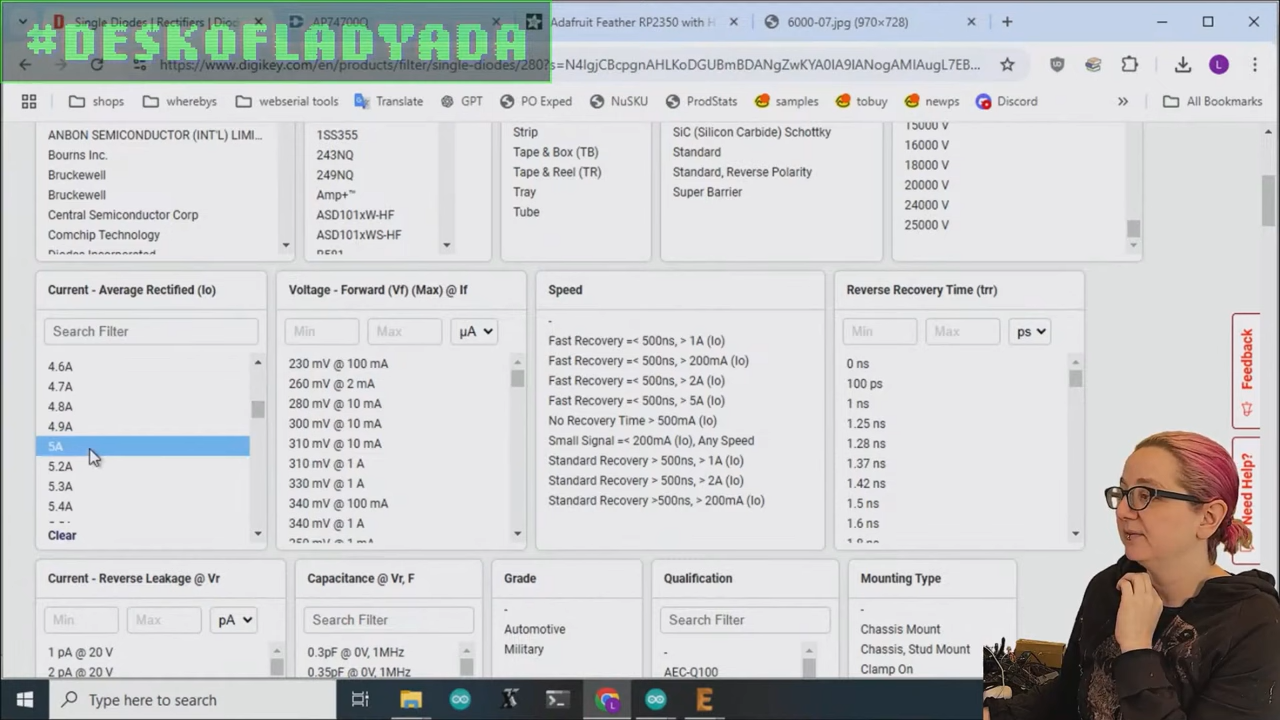 Single Diodes | Rectifiers | Diod
AP74700Q
Adafruit Feather RP2350 with H
6000-07.jpg (970×728)
#DESKOFLADYADA
https://www.digikey.com/en/products/filter/single-diodes/280?s=N4IgjCBcpgnAHLKoDGUBmBDANgZwKYA0IA9lANogAMIAugL7EB...
shops
whereby
webserial tools
Translate
GPT
PO Exped
NuSKU
ProdStats
samples
tobuy
newps
Discord
All Bookmarks
ANBON SEMICONDUCTOR (INT'L) LIMI...
Bourns Inc.
Bruckewell
Bruckewell
Central Semiconductor Corp
Comchip Technology
Diodes Incorporated
1SS355
243NQ
249NQ
Amp+™
ASD101xW-HF
ASD101xWS-HF
Strip
Tape & Box (TB)
Tape & Reel (TR)
Tray
Tube
SiC (Silicon Carbide) Schottky
Standard
Standard, Reverse Polarity
Super Barrier
15000 V
16000 V
18000 V
20000 V
24000 V
25000 V
Current - Average Rectified (Io)
Search Filter
4.6A
4.7A
4.8A
4.9A
5A
5.2A
5.3A
5.4A
Clear
Voltage - Forward (Vf) (Max) @ If
Min
Max
µA
230 mV @ 100 mA
260 mV @ 2 mA
280 mV @ 10 mA
300 mV @ 10 mA
310 mV @ 10 mA
310 mV @ 1 A
330 mV @ 1 A
340 mV @ 100 mA
340 mV @ 1 A
350 mV @ 1 mA
Speed
-
Fast Recovery =< 500ns, > 1A (Io)
Fast Recovery =< 500ns, > 200mA (Io)
Fast Recovery =< 500ns, > 2A (Io)
Fast Recovery =< 500ns, > 5A (Io)
No Recovery Time > 500mA (Io)
Small Signal =< 200mA (Io), Any Speed
Standard Recovery > 500ns, > 1A (Io)
Standard Recovery > 500ns, > 2A (Io)
Standard Recovery >500ns, > 200mA (Io)
Reverse Recovery Time (trr)
Min
Max
ps
0 ns
100 ps
1 ns
1.25 ns
1.28 ns
1.37 ns
1.42 ns
1.5 ns
1.6 ns
1.8 ns
Feedback
Need Help?
Current - Reverse Leakage @ Vr
Min
Max
pA
1 pA @ 20 V
2 pA @ 20 V
Capacitance @ Vr, F
Search Filter
0.3pF @ 0V, 1MHz
0.35pF @ 0V, 1MHz
Grade
-
Automotive
Military
Qualification
Search Filter
-
AEC-Q100
Mounting Type
-
Chassis Mount
Chassis, Stud Mount
Clamp On
Type here to search